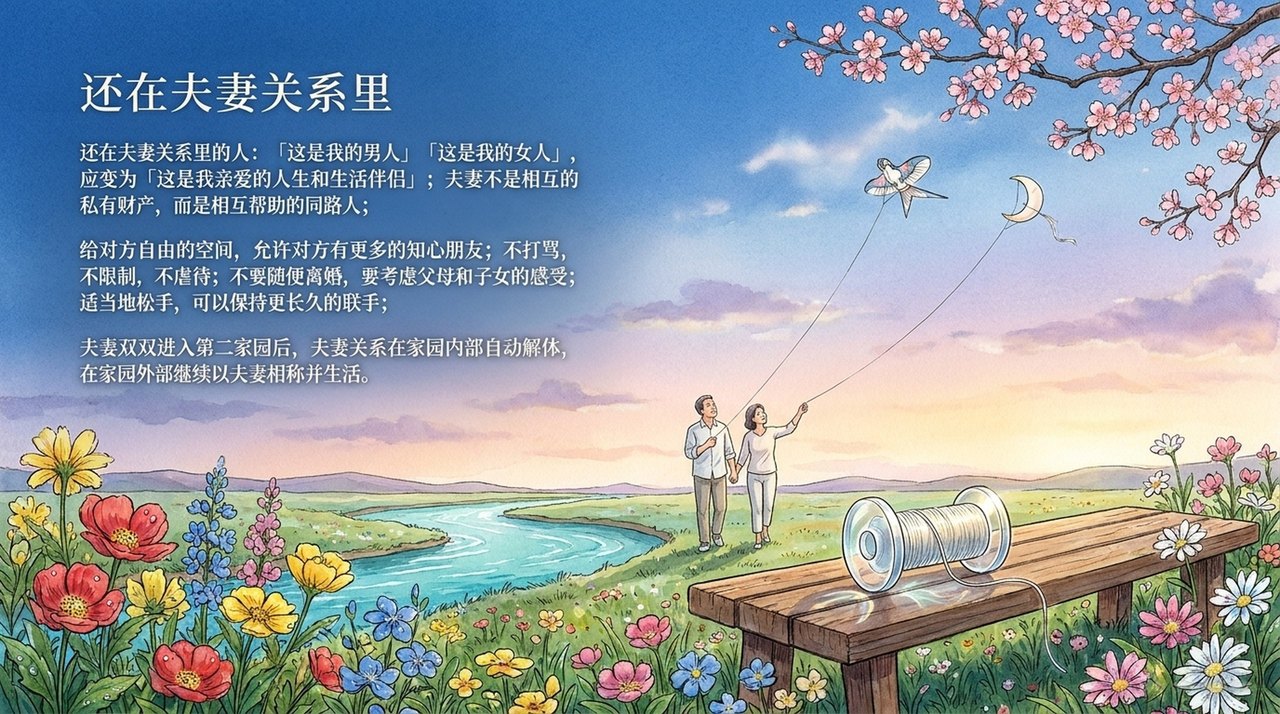 还在夫妻关系里
还在夫妻关系里的人：「这是我的男人」「这是我的女人」，
应变为「这是我亲爱的人生和生活伴侣」；夫妻不是相互的
私有财产，而是相互帮助的同路人；
给对方自由的空间，允许对方有更多的知心朋友；不打骂，
不限制，不虐待；不要随便离婚，要考虑父母和子女的感受；
适当地松手，可以保持更长久的联手；
夫妻双双进入第二家园后，夫妻关系在家园内部自动解体，
在家园外部继续以夫妻相称并生活。